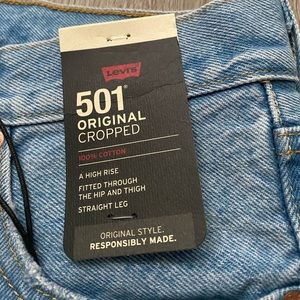 Levi's
501®
ORIGINAL
CROPPED
100% COTTON
A HIGH RISE
FITTED THROUGH
THE HIP AND THIGH
STRAIGHT LEG
ORIGINAL STYLE.
RESPONSIBLY MADE.